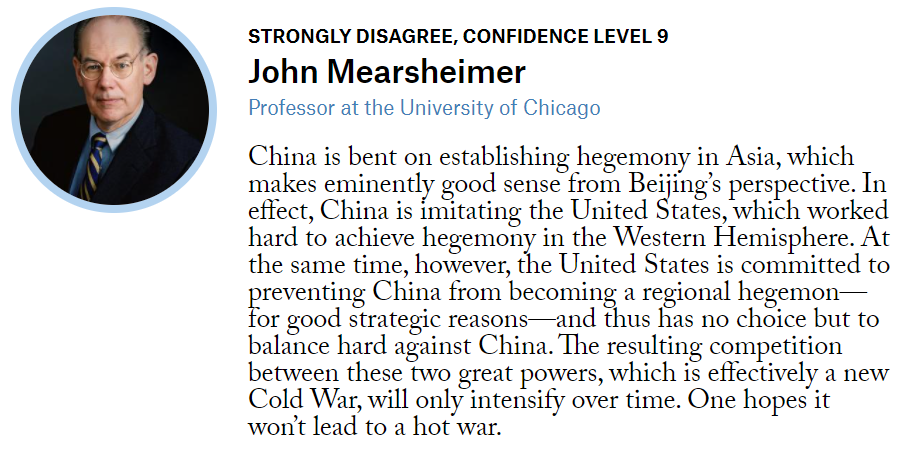 STRONGLY DISAGREE, CONFIDENCE LEVEL 9
John Mearsheimer
Professor at the University of Chicago
China is bent on establishing hegemony in Asia, which
makes eminently good sense from Beijing’s perspective. In
effect, China is imitating the United States, which worked
hard to achieve hegemony in the Western Hemisphere. At
the same time, however, the United States is committed to
preventing China from becoming a regional hegemon—
for good strategic reasons—and thus has no choice but to
balance hard against China. The resulting competition
between these two great powers, which is effectively a new
Cold War, will only intensify over time. One hopes it
won’t lead to a hot war.